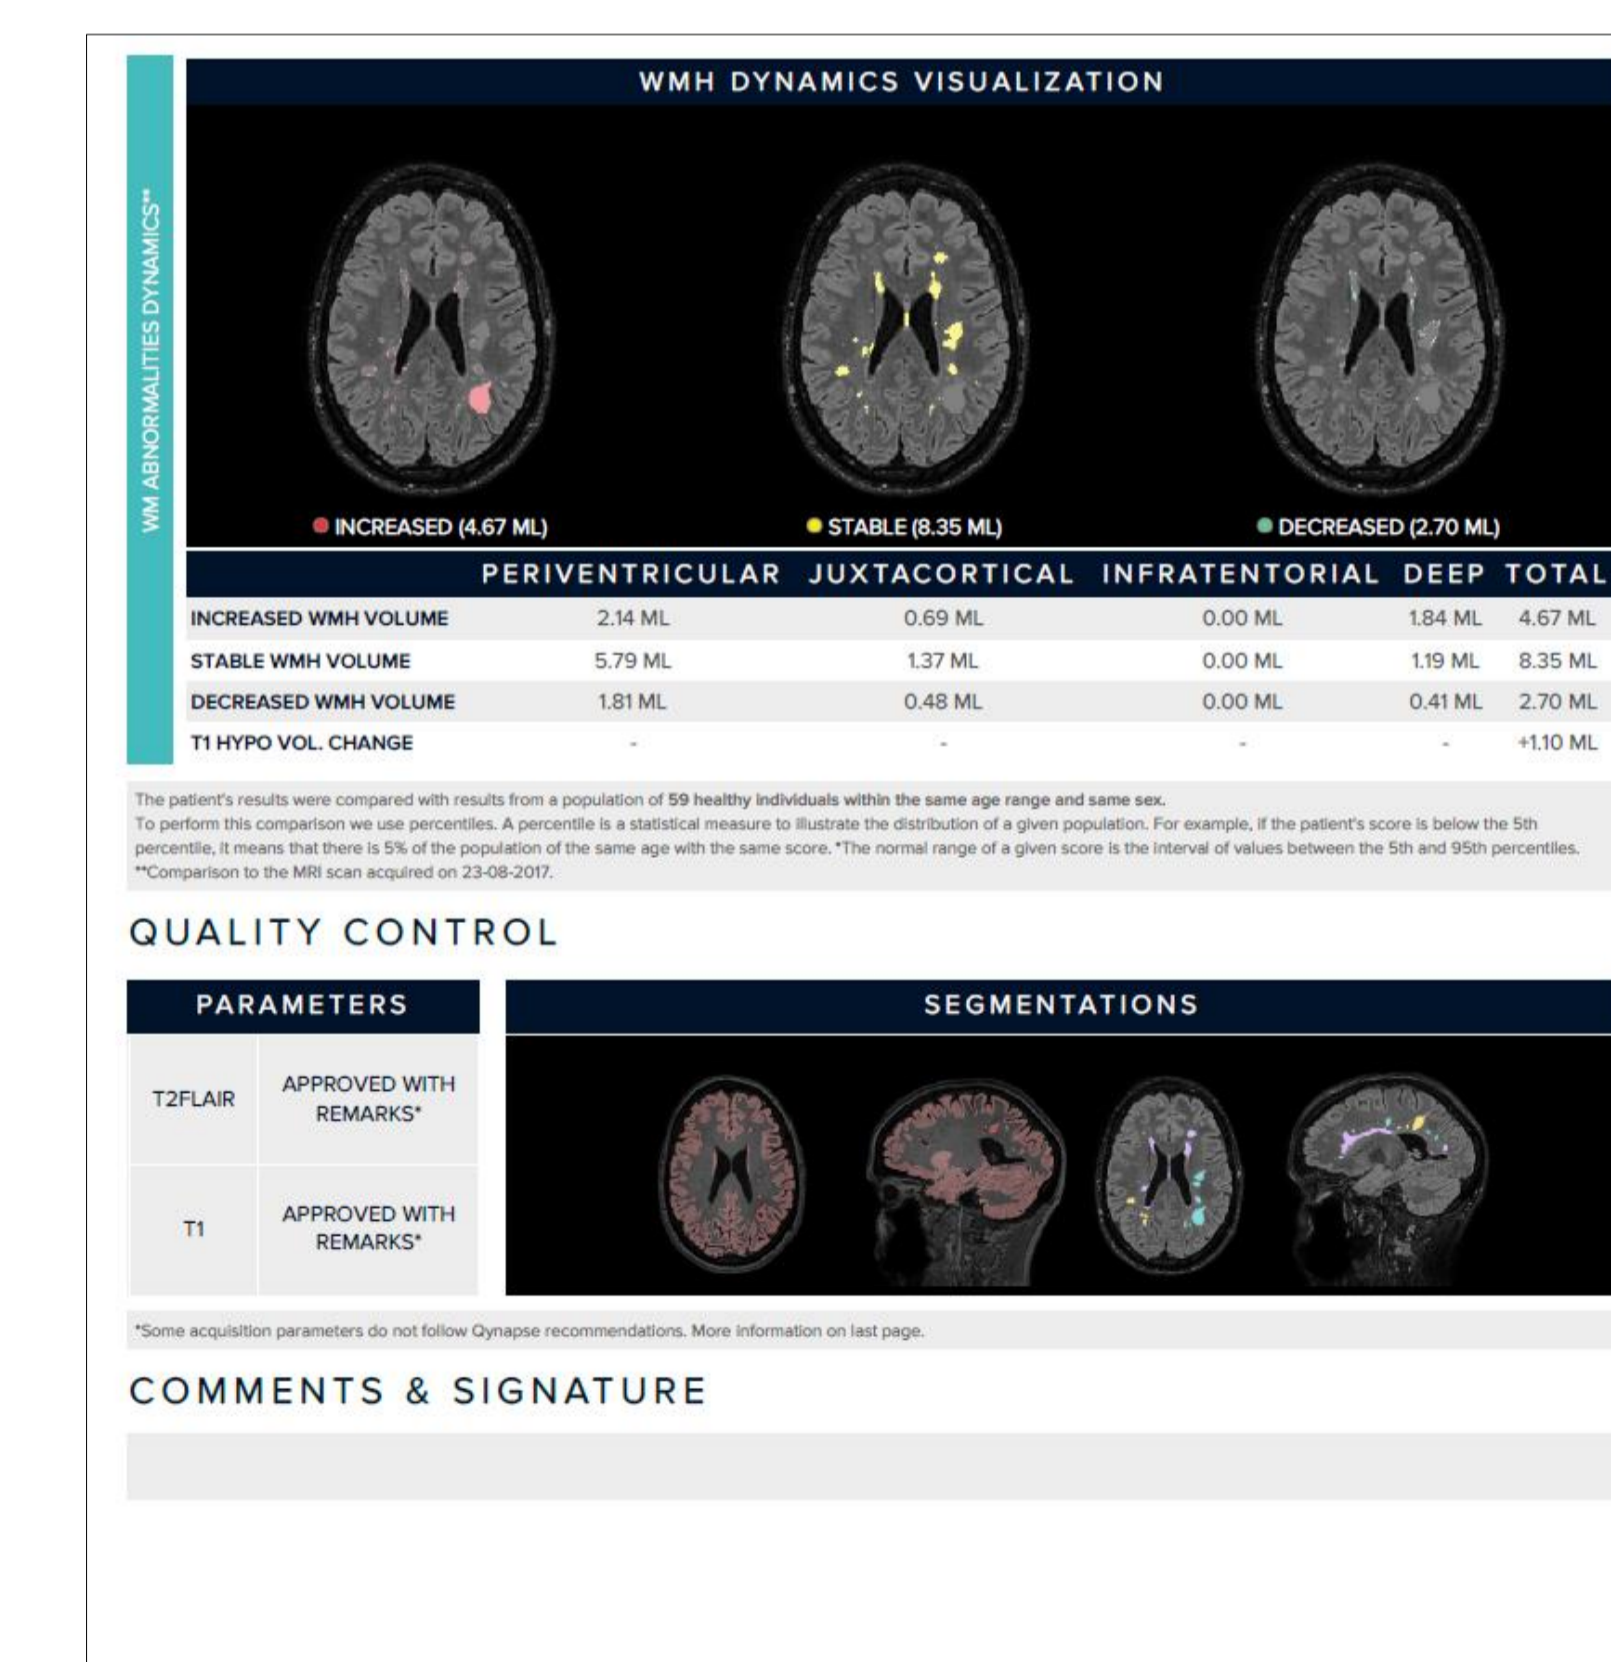 WMH DYNAMICS VISUALIZATION
WM ABNORMALITIES DYNAMICS**
INCREASED (4.67 ML)
STABLE (8.35 ML)
DECREASED (2.70 ML)
PERIVENTRICULAR JUXTACORTICAL INFRATENTORIAL DEEP TOTAL
INCREASED WMH VOLUME 2.14 ML 0.69 ML 0.00 ML 1.84 ML 4.67 ML
STABLE WMH VOLUME 5.79 ML 1.37 ML 0.00 ML 1.19 ML 8.35 ML
DECREASED WMH VOLUME 1.81 ML 0.48 ML 0.00 ML 0.41 ML 2.70 ML
T1 HYPO VOL. CHANGE - - - - +1.10 ML
The patient's results were compared with results from a population of 59 healthy individuals within the same age range and same sex.
To perform this comparison we use percentiles. A percentile is a statistical measure to illustrate the distribution of a given population. For example, if the patient's score is below the 5th
percentile, it means that there is 5% of the population of the same age with the same score. *The normal range of a given score is the interval of values between the 5th and 95th percentiles.
**Comparison to the MRI scan acquired on 23-08-2017.
QUALITY CONTROL
PARAMETERS
T2FLAIR
APPROVED WITH
REMARKS*
T1
APPROVED WITH
REMARKS*
SEGMENTATIONS
*Some acquisition parameters do not follow Qynapse recommendations. More information on last page.
COMMENTS & SIGNATURE